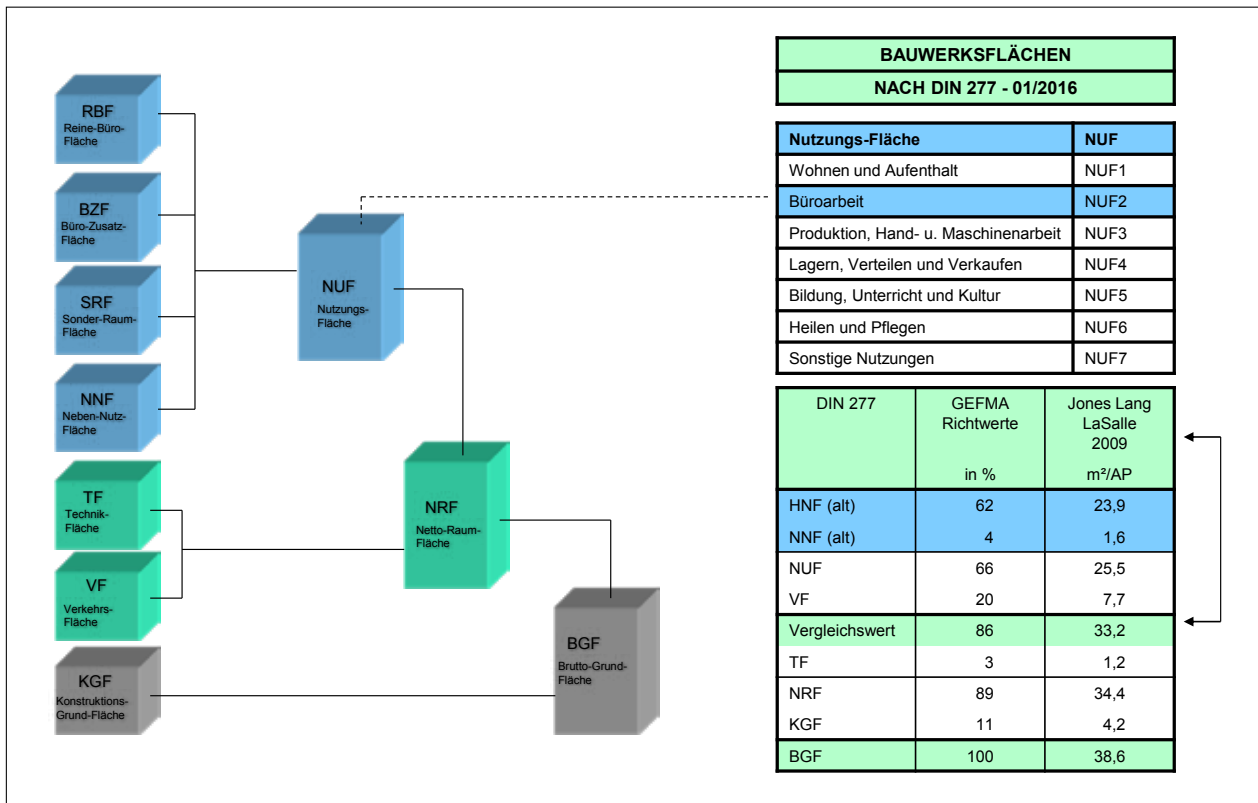 RBF
Reine-Büro-
Fläche
BZF
Büro-Zusatz-
Fläche
SRF
Sonder-Raum-
Fläche
NNF
Neben-Nutz-
Fläche
TF
Technik-
Fläche
VF
Verkehrs-
Fläche
KGF
Konstruktions-
Grund-Fläche
NUF
Nutzungs-
Fläche
NRF
Netto-Raum-
Fläche
BGF
Brutto-Grund-
Fläche
BAUWERKSFLÄCHEN
NACH DIN 277 - 01/2016
Nutzungs-Fläche NUF
Wohnen und Aufenthalt NUF1
Büroarbeit NUF2
Produktion, Hand- u. Maschinenarbeit NUF3
Lagern, Verteilen und Verkaufen NUF4
Bildung, Unterricht und Kultur NUF5
Heilen und Pflegen NUF6
Sonstige Nutzungen NUF7
DIN 277 GEFMA Jones Lang
Richtwerte LaSalle
2009
in % m²/AP
HNF (alt) 62 23,9
NNF (alt) 4 1,6
NUF 66 25,5
VF 20 7,7
Vergleichswert 86 33,2
TF 3 1,2
NRF 89 34,4
KGF 11 4,2
BGF 100 38,6